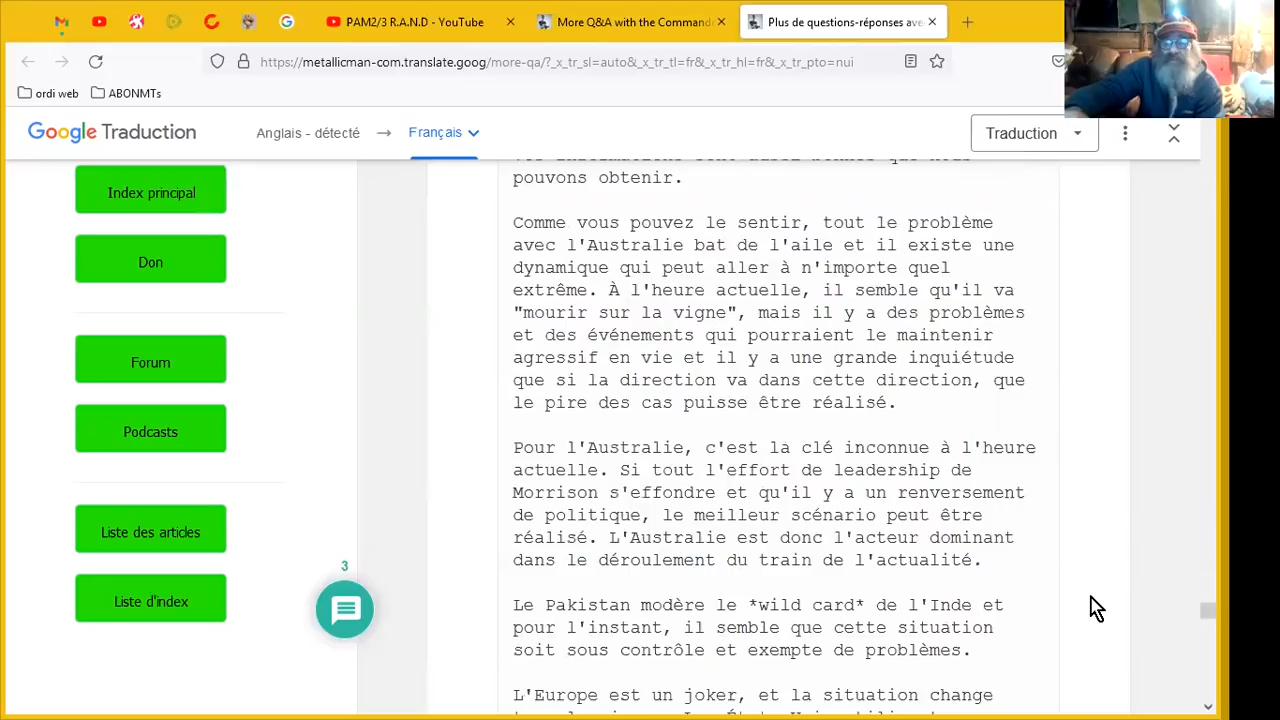 PAM2/3 R.A.N.D - YouTube
More Q&A with the Command
Plus de questions-réponses ave
https://metallicman-com.translate.goog/more-qa/?_x_tr_sl=auto&_x_tr_tl=fr&_x_tr_hl=fr&_x_tr_pto=nui
ordi web
ABONMTs
Google Traduction
Anglais - détecté
Français
Traduction
Index principal
Don
Forum
Podcasts
Liste des articles
Liste d'index
3
pouvons obtenir.
Comme vous pouvez le sentir, tout le problème
avec l'Australie bat de l'aile et il existe une
dynamique qui peut aller à n'importe quel
extrême. À l'heure actuelle, il semble qu'il va
"mourir sur la vigne", mais il y a des problèmes
et des événements qui pourraient le maintenir
agressif en vie et il y a une grande inquiétude
que si la direction va dans cette direction, que
le pire des cas puisse être réalisé.
Pour l'Australie, c'est la clé inconnue à l'heure
actuelle. Si tout l'effort de leadership de
Morrison s'effondre et qu'il y a un renversement
de politique, le meilleur scénario peut être
réalisé. L'Australie est donc l'acteur dominant
dans le déroulement du train de l'actualité.
Le Pakistan modère le *wild card* de l'Inde et
pour l'instant, il semble que cette situation
soit sous contrôle et exempte de problèmes.
L'Europe est un joker, et la situation change